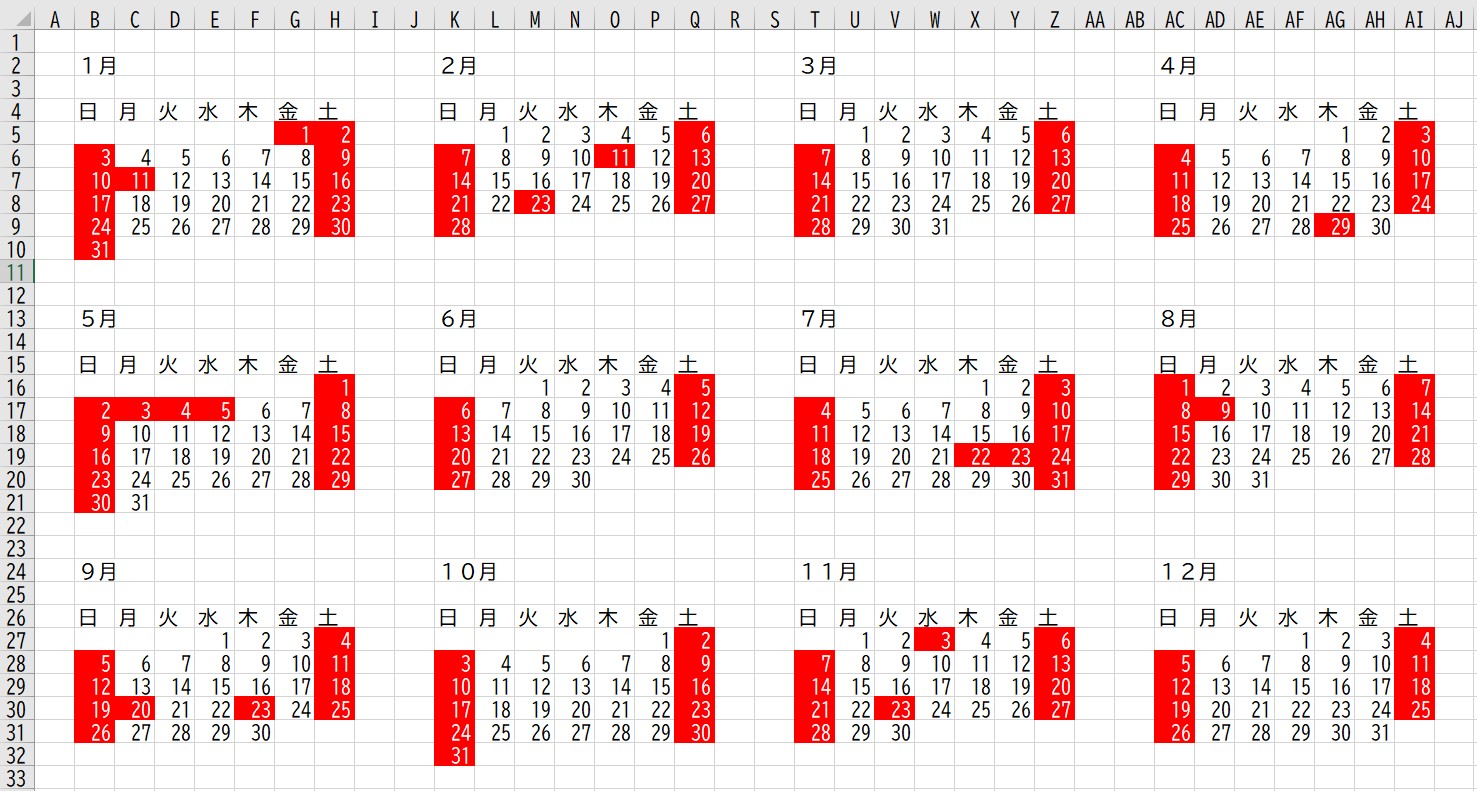 A B C D E F G H I J K L M N O P Q R S T U V W X Y Z AA AB AC AD AE AF AG AH AI AJ
1
2 1月 2月 3月 4月
3
4 日 月 火 水 木 金 土 日 月 火 水 木 金 土 日 月 火 水 木 金 土 日 月 火 水 木 金 土
5 1 2 1 2 3 4 5 6 1 2 3 4 5 6 1 2 3
6 3 4 5 6 7 8 9 7 8 9 10 11 12 13 7 8 9 10 11 12 13 4 5 6 7 8 9 10
7 10 11 12 13 14 15 16 14 15 16 17 18 19 20 14 15 16 17 18 19 20 11 12 13 14 15 16 17
8 17 18 19 20 21 22 23 21 22 23 24 25 26 27 21 22 23 24 25 26 27 18 19 20 21 22 23 24
9 24 25 26 27 28 29 30 28 28 29 30 31 25 26 27 28 29 30
10 31
11
12
13 5月 6月 7月 8月
14
15 日 月 火 水 木 金 土 日 月 火 水 木 金 土 日 月 火 水 木 金 土 日 月 火 水 木 金 土
16 1 1 2 3 4 5 1 2 3 1 2 3 4 5 6 7
17 2 3 4 5 6 7 8 6 7 8 9 10 11 12 4 5 6 7 8 9 10 8 9 10 11 12 13 14
18 9 10 11 12 13 14 15 13 14 15 16 17 18 19 11 12 13 14 15 16 17 15 16 17 18 19 20 21
19 16 17 18 19 20 21 22 20 21 22 23 24 25 26 18 19 20 21 22 23 24 22 23 24 25 26 27 28
20 23 24 25 26 27 28 29 27 28 29 30 25 26 27 28 29 30 31 29 30 31
21 30 31
22
23
24 9月 10月 11月 12月
25
26 日 月 火 水 木 金 土 日 月 火 水 木 金 土 日 月 火 水 木 金 土 日 月 火 水 木 金 土
27 1 2 3 4 1 2 1 2 3 4 5 6 1 2 3 4
28 5 6 7 8 9 10 11 3 4 5 6 7 8 9 7 8 9 10 11 12 13 5 6 7 8 9 10 11
29 12 13 14 15 16 17 18 10 11 12 13 14 15 16 14 15 16 17 18 19 20 12 13 14 15 16 17 18
30 19 20 21 22 23 24 25 17 18 19 20 21 22 23 21 22 23 24 25 26 27 19 20 21 22 23 24 25
31 26 27 28 29 30 24 25 26 27 28 29 30 28 29 30 26 27 28 29 30 31
32 31
33